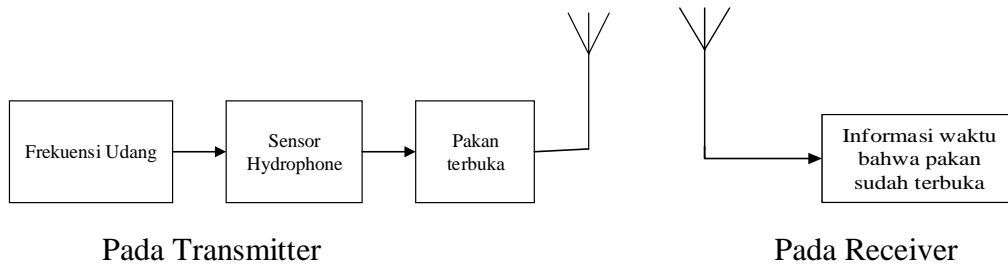 Frekuensi Udang
Sensor
Hydrophone
Pakan
terbuka
Informasi waktu
bahwa pakan
sudah terbuka
Pada Transmitter
Pada Receiver